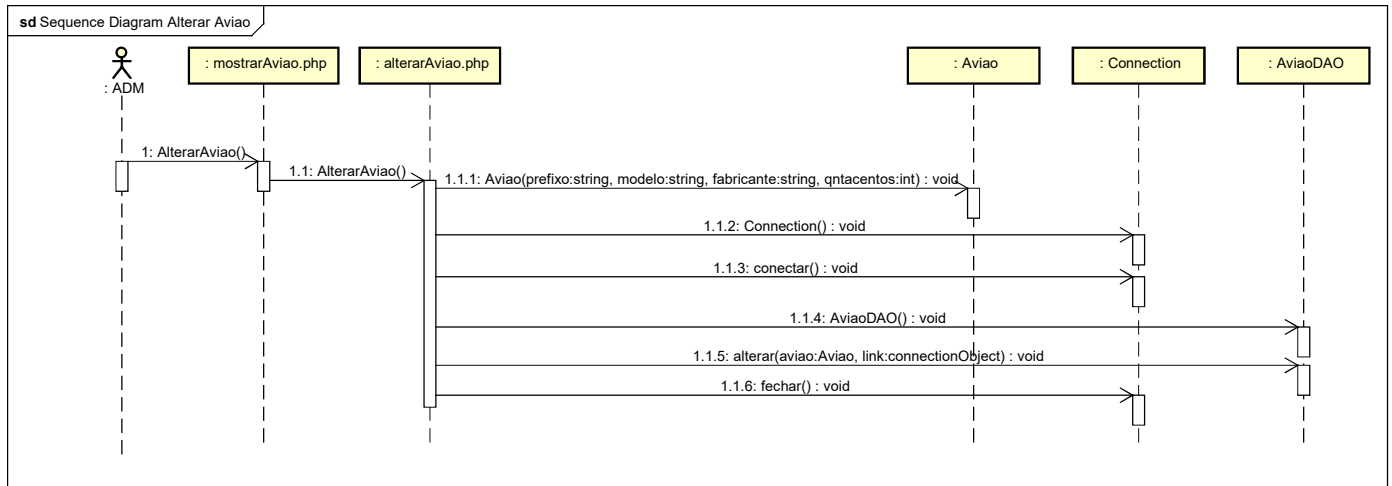 sd Sequence Diagram Alterar Aviao
: ADM
: mostrarAviao.php
: alterarAviao.php
: Aviao
: Connection
: AviaoDAO
1: AlterarAviao()
1.1: AlterarAviao()
1.1.1: Aviao(prefixo:string, modelo:string, fabricante:string, qntacentos:int) : void
1.1.2: Connection() : void
1.1.3: conectar() : void
1.1.4: AviaoDAO() : void
1.1.5: alterar(aviao:Aviao, link:connectionObject) : void
1.1.6: fechar() : void